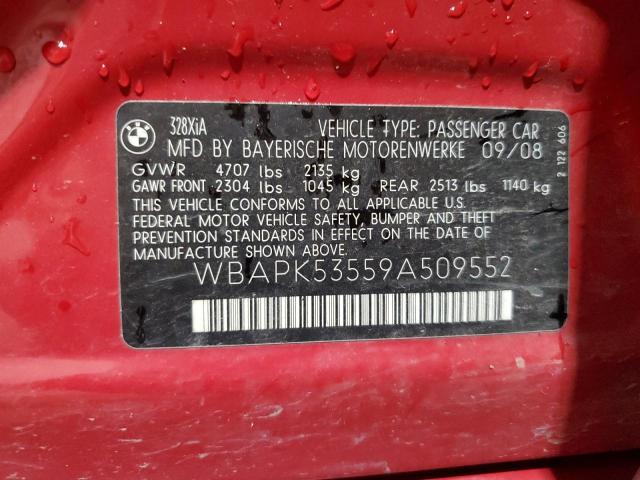 328XiA VEHICLE TYPE: PASSENGER CAR
MFD BY BAYERISCHE MOTORENWERKE 09/08
GVWR 4707 lbs 2135 kg
GAWR FRONT 2304 lbs 1045 kg REAR 2513 lbs 1140 kg
THIS VEHICLE CONFORMS TO ALL APPLICABLE U.S.
FEDERAL MOTOR VEHICLE SAFETY, BUMPER AND THEFT
PREVENTION STANDARDS IN EFFECT ON THE DATE OF
MANUFACTURE SHOWN ABOVE.
WBAPK53559A509552
2 122 606